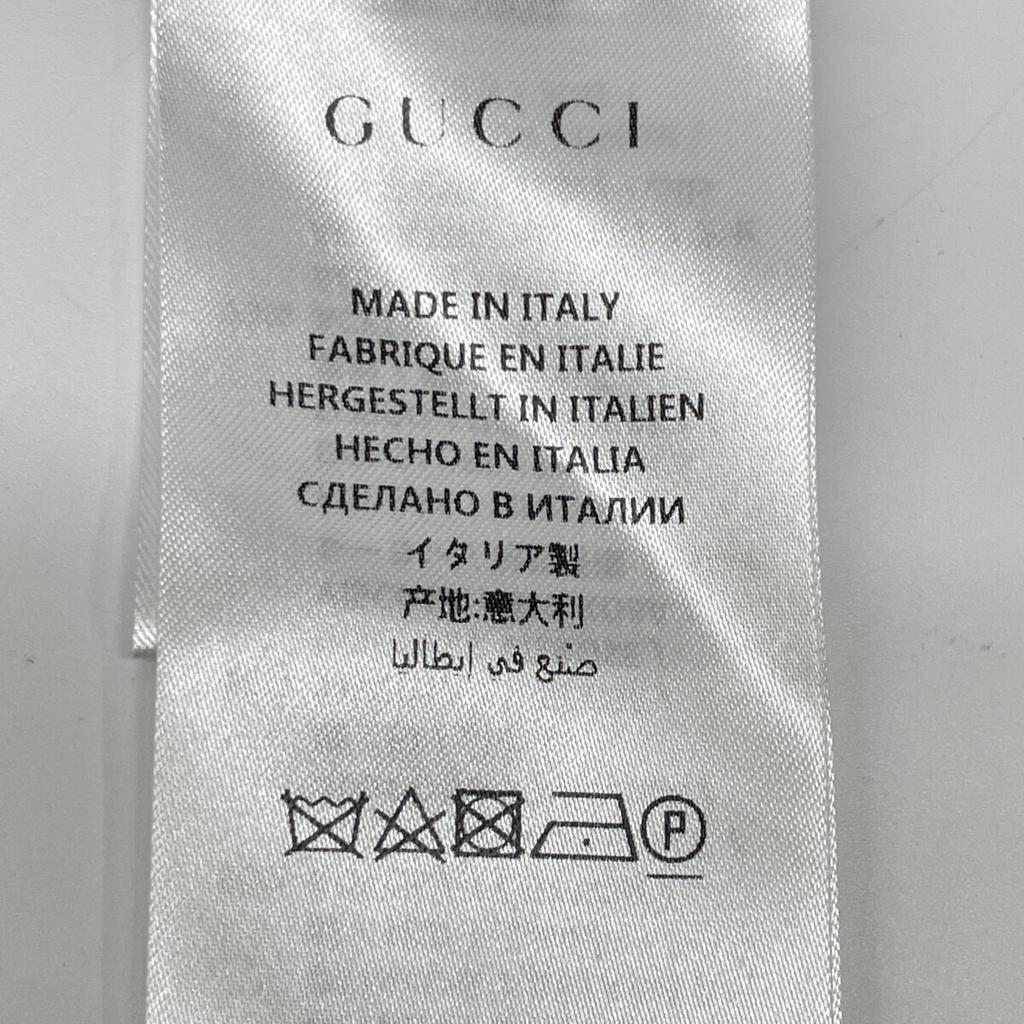 GUCCI
MADE IN ITALY
FABRIQUE EN ITALIE
HERGESTELLT IN ITALIEN
HECHO EN ITALIA
СДЕЛАНО В ИТАЛИИ
イタリア製
产地:意大利
صنع في إيطاليا
P